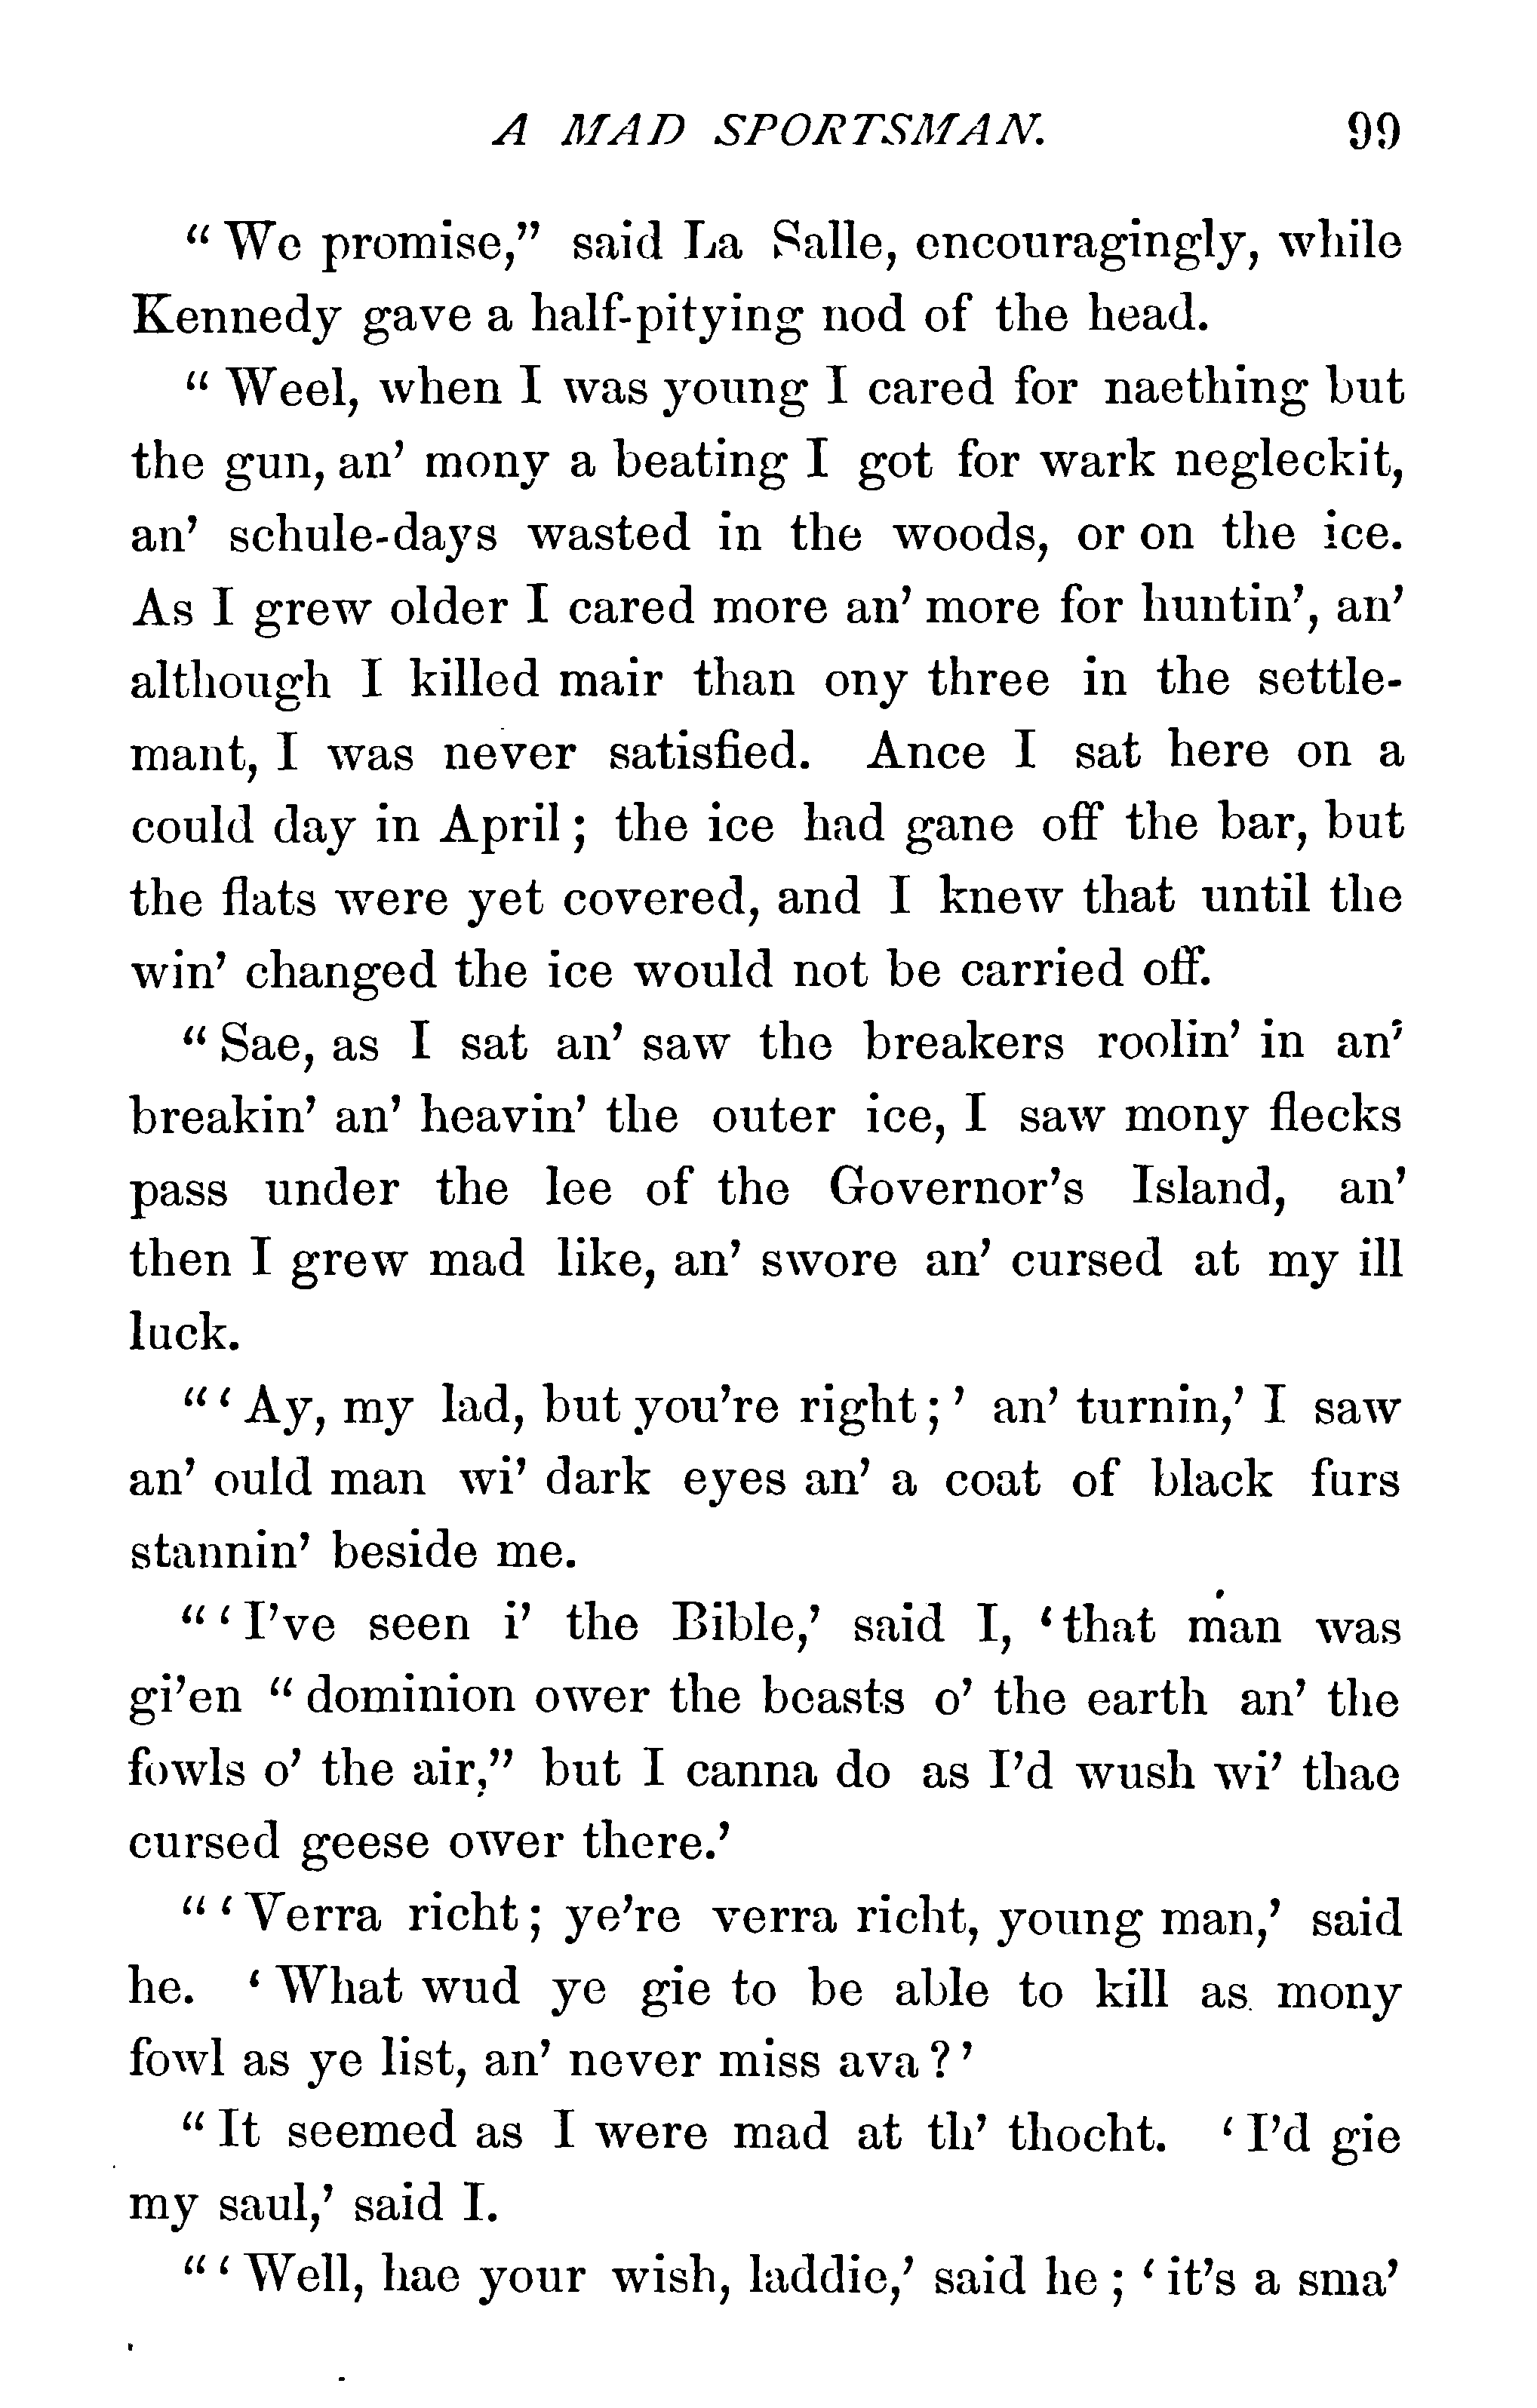 A MAD SPORTSMAN. 99
"We promise," said La Salle, encouragingly, while
Kennedy gave a half-pitying nod of the head.
"Weel, when I was young I cared for naething but
the gun, an' mony a beating I got for wark negleckit,
an' schule-days wasted in the woods, or on the ice.
As I grew older I cared more an' more for huntin', an'
although I killed mair than ony three in the settle-
mant, I was never satisfied. Ance I sat here on a
could day in April; the ice had gane off the bar, but
the flats were yet covered, and I knew that until the
win' changed the ice would not be carried off.
"Sae, as I sat an' saw the breakers roolin' in an'
breakin' an' heavin' the outer ice, I saw mony flecks
pass under the lee of the Governor's Island, an'
then I grew mad like, an' swore an' cursed at my ill
luck.
"'Ay, my lad, but you're right;' an' turnin,' I saw
an' ould man wi' dark eyes an' a coat of black furs
stannin' beside me.
"'I've seen i' the Bible,' said I, 'that man was
gi'en "dominion ower the beasts o' the earth an' the
fowls o' the air," but I canna do as I'd wush wi' thae
cursed geese ower there.'
"'Verra richt; ye're verra richt, young man,' said
he. 'What wud ye gie to be able to kill as mony
fowl as ye list, an' never miss ava?'
"It seemed as I were mad at th' thocht. 'I'd gie
my saul,' said I.
"'Well, hae your wish, laddie,' said he; 'it's a sma'